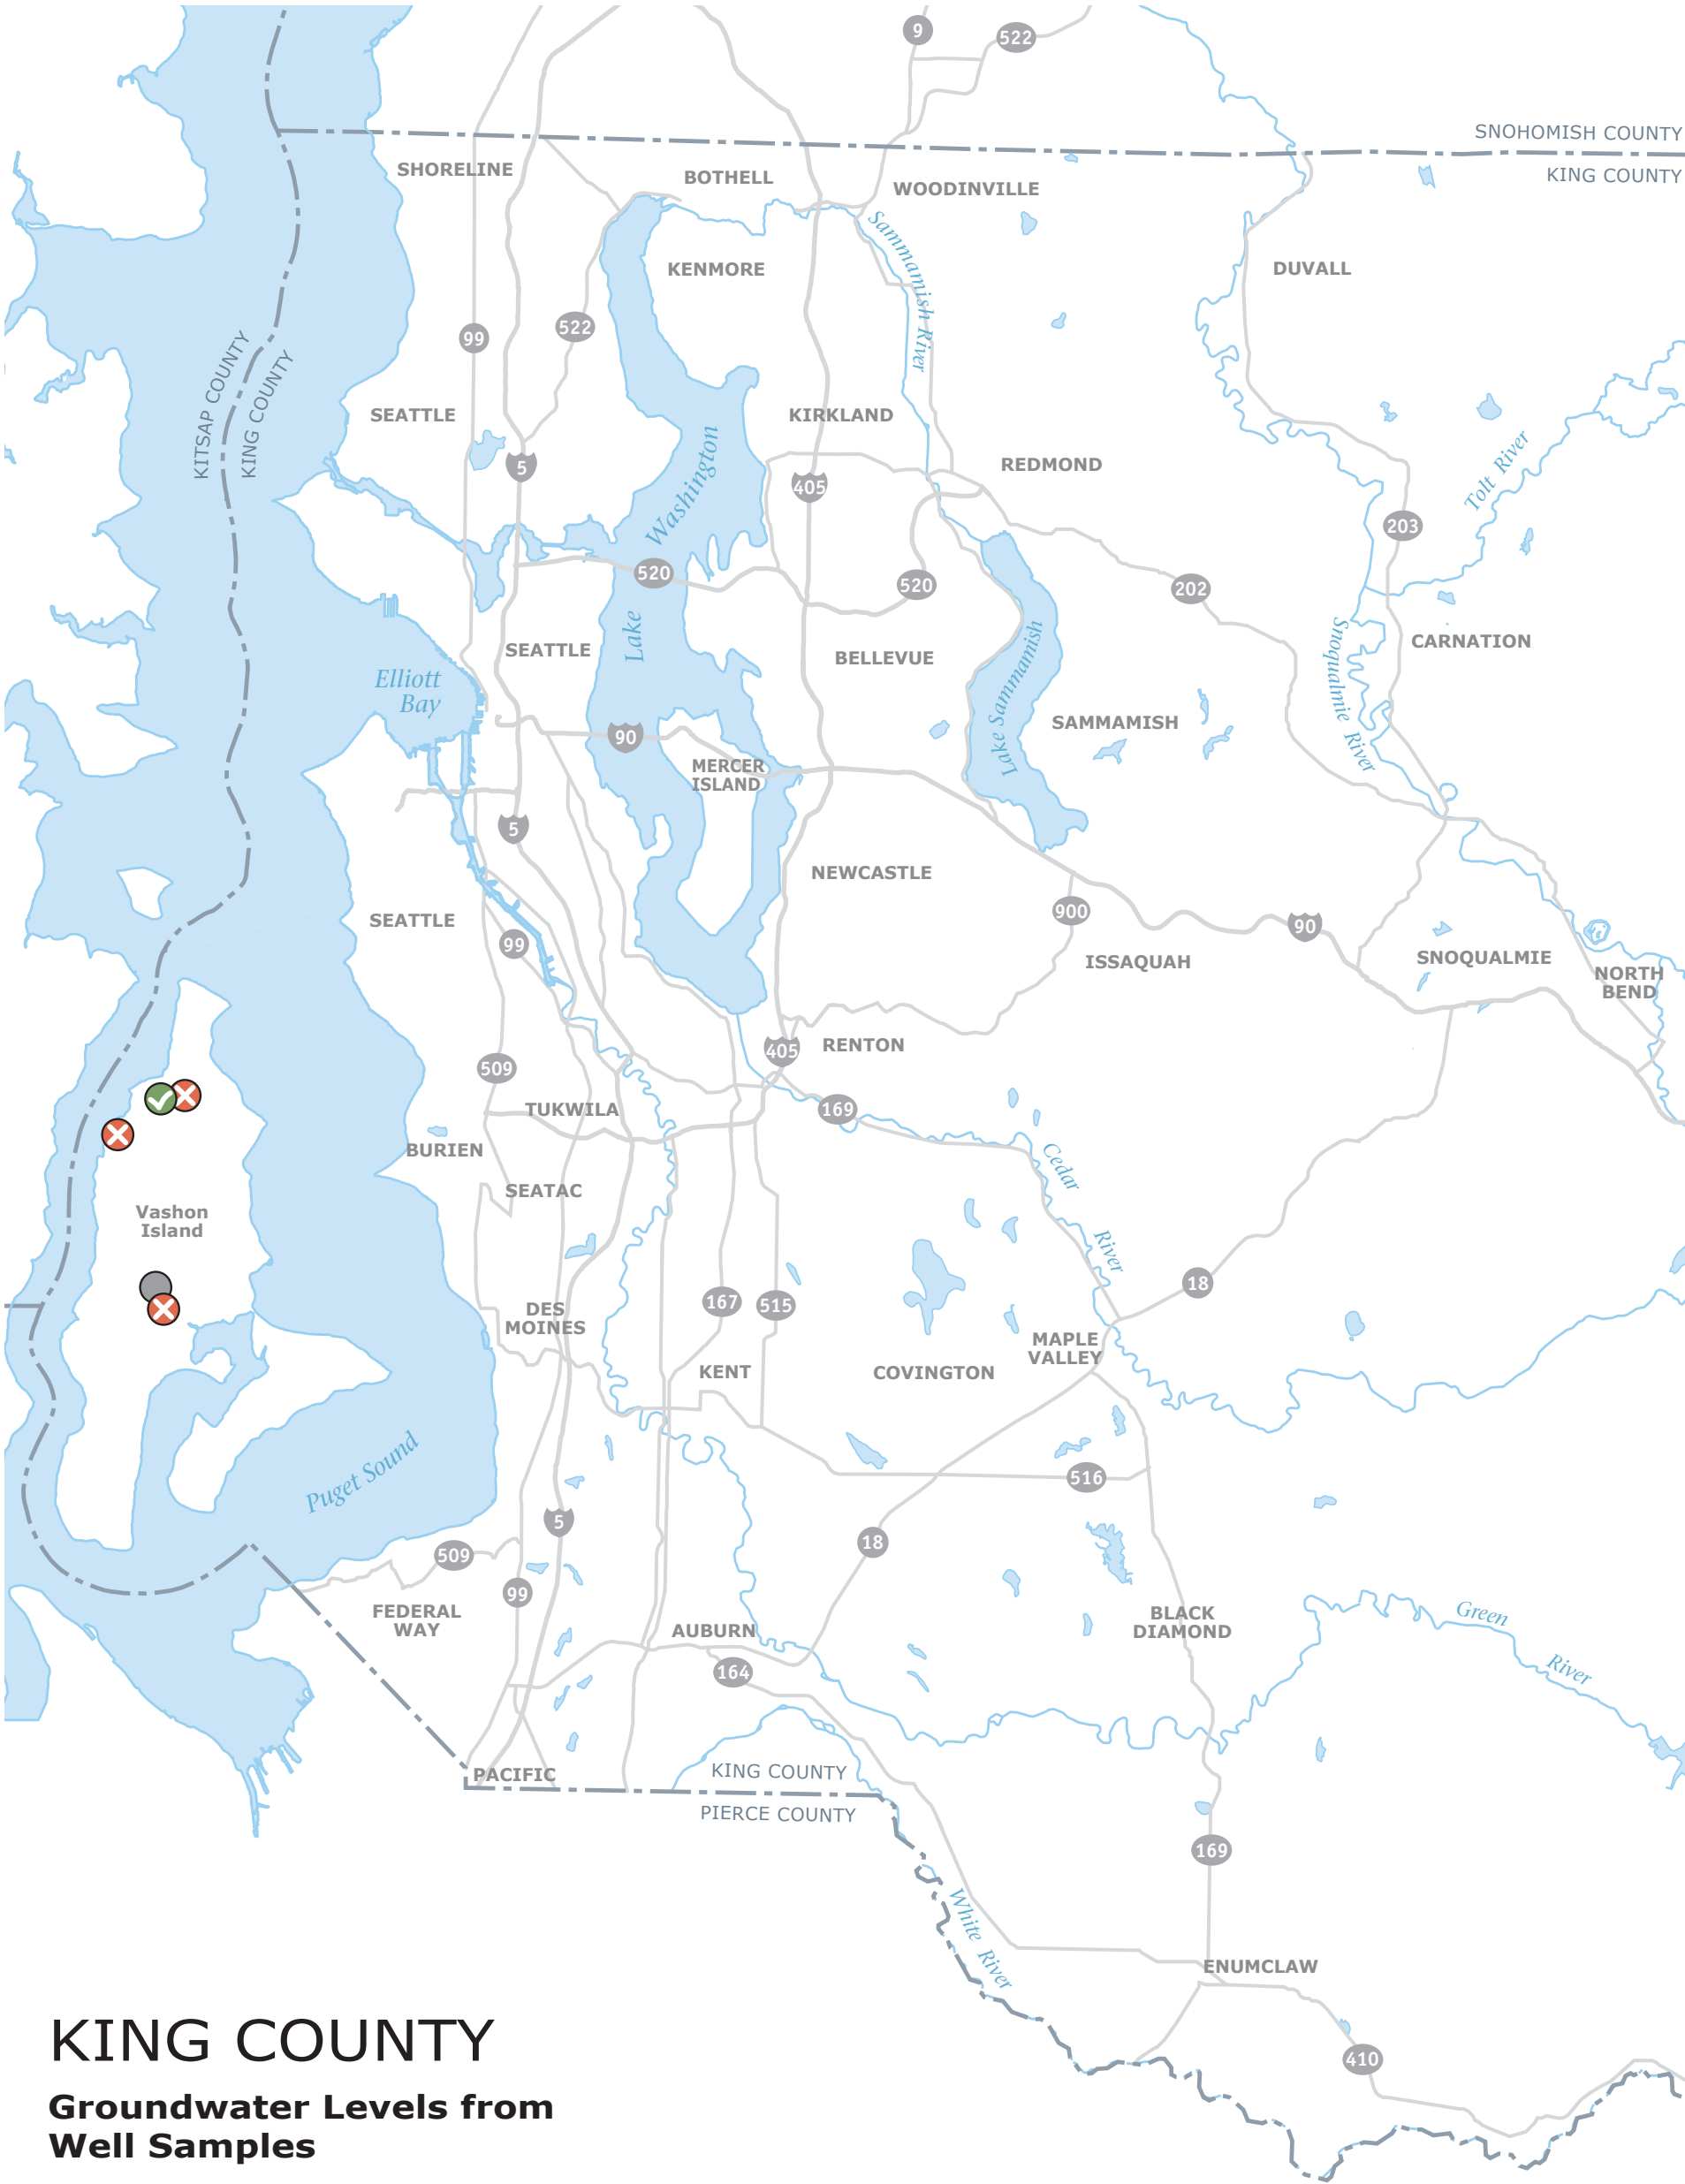 9
522
SNOHOMISH COUNTY
KING COUNTY
SHORELINE
BOTHELL
WOODINVILLE
Sammamish River
KENMORE
DUVALL
99
522
KITSAP COUNTY
KING COUNTY
SEATTLE
KIRKLAND
5
405
REDMOND
Tolt River
Lake Washington
203
520
520
202
SEATTLE
BELLEVUE
CARNATION
Elliott
Bay
Lake Sammamish
Snoqualmie River
SAMMAMISH
90
MERCER
ISLAND
5
NEWCASTLE
SEATTLE
900
90
99
ISSAQUAH
SNOQUALMIE
NORTH
BEND
405
RENTON
509
TUKWILA
169
BURIEN
Cedar River
SEATAC
Vashon
Island
18
167
515
DES
MOINES
MAPLE
VALLEY
KENT
COVINGTON
Puget Sound
516
5
18
509
99
FEDERAL
WAY
AUBURN
BLACK
DIAMOND
Green River
164
PACIFIC
KING COUNTY
PIERCE COUNTY
169
White River
ENUMCLAW
410
KING COUNTY
Groundwater Levels from
Well Samples